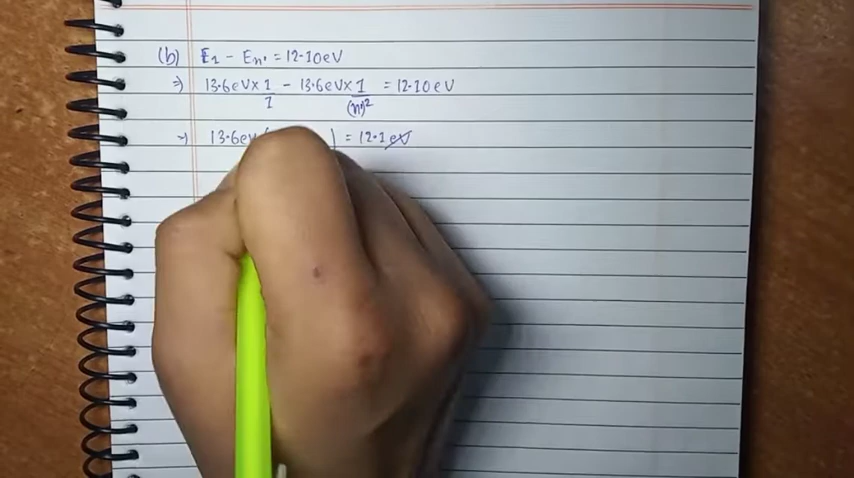 (b) E1 - En' = 12.10eV
⇒ 13.6eV × 1/1 - 13.6eV × 1/(n')² = 12.10 eV
⇒ 13.6eV ( ) = 12.1 eV